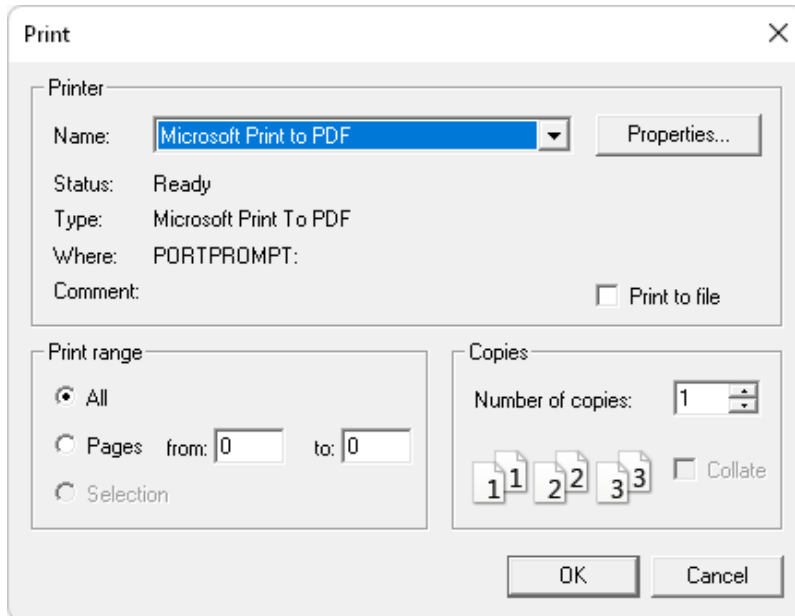 Print
Printer
Name: Microsoft Print to PDF Properties...
Status: Ready
Type: Microsoft Print To PDF
Where: PORTPROMPT:
Comment: Print to file
Print range
All
Pages from: 0 to: 0
Selection
Copies
Number of copies: 1
1 1 2 2 3 3 Collate
OK Cancel